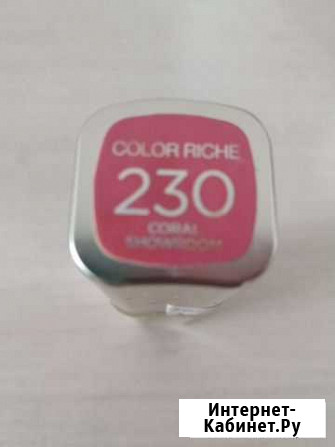 COLOR RICHE
230
CORAL
SHOWROOM
Интернет-
Кабинет.Ру